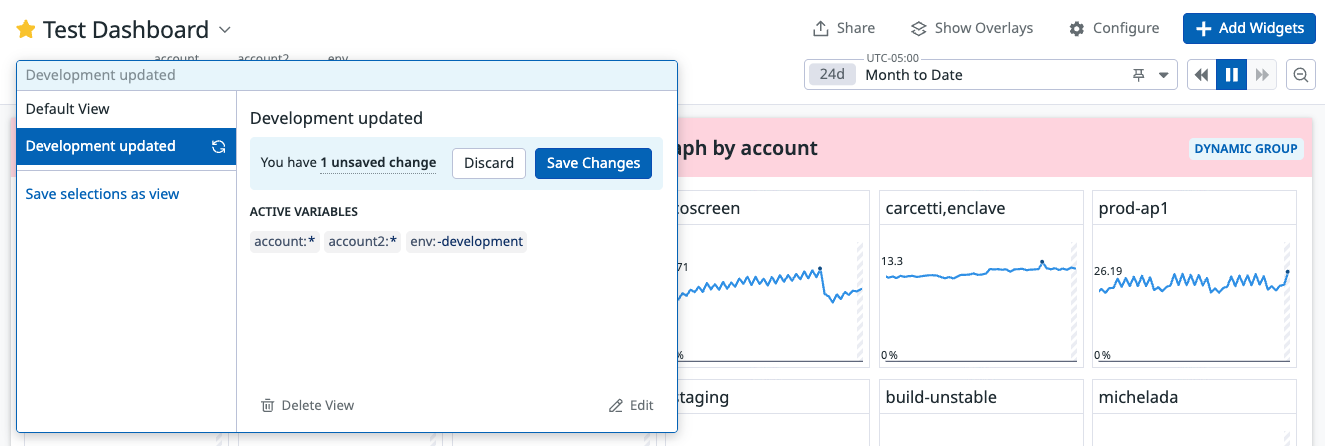 Test Dashboard
Share
Show Overlays
Configure
Add Widgets
account account2 env
UTC-05:00
24d Month to Date
Development updated
Default View
Development updated
Save selections as view
Development updated
You have 1 unsaved change
Discard
Save Changes
ACTIVE VARIABLES
account:* account2:* env:-development
Delete View
Edit
by account
DYNAMIC GROUP
carcetti,enclave
prod-ap1
71
13.3
26.19
%
0%
0%
build-unstable
michelada